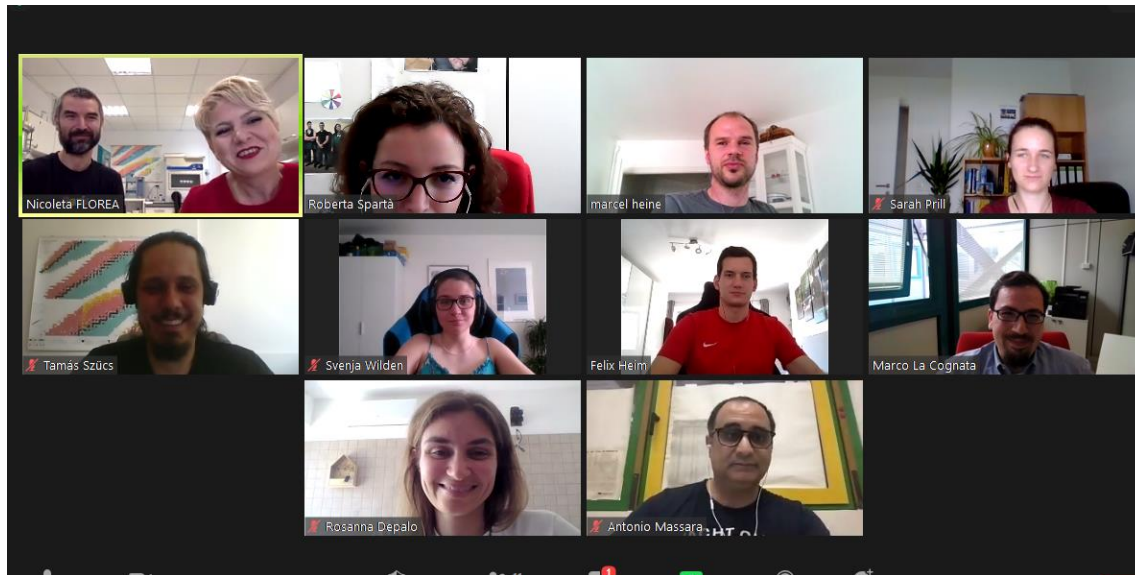 Nicoleta FLOREA
Roberta Spartà
marcel heine
Sarah Prill
Tamás Szücs
Svenja Wilden
Felix Heim
Marco La Cognata
Rosanna Depalo
Antonio Massara
1